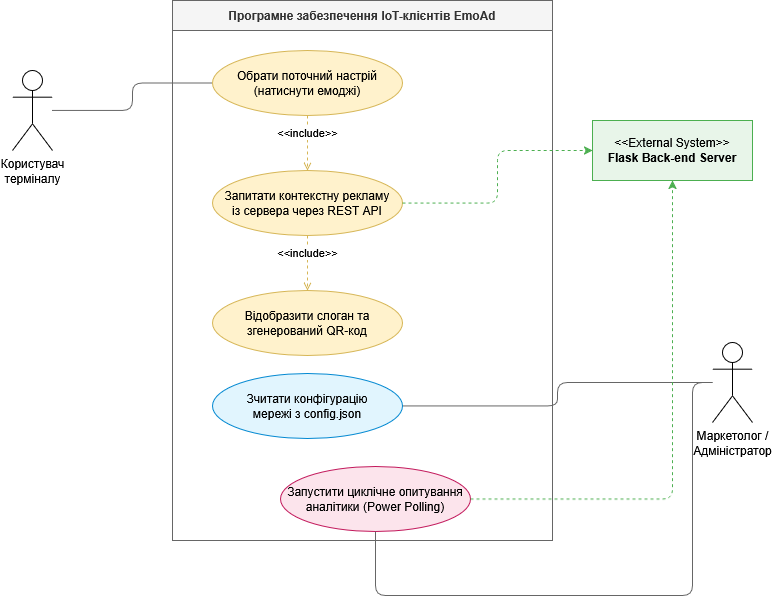 Програмне забезпечення IoT-клієнтів EmoAd
Обрати поточний настрій
(натиснути емоджі)
<<include>>
Користувач
терміналу
<<External System>>
Flask Back-end Server
Запитати контекстну рекламу
із сервера через REST API
<<include>>
Відобразити слоган та
згенерований QR-код
Зчитати конфігурацію
мережі з config.json
Маркетолог /
Адміністратор
Запустити циклічне опитування
аналітики (Power Polling)